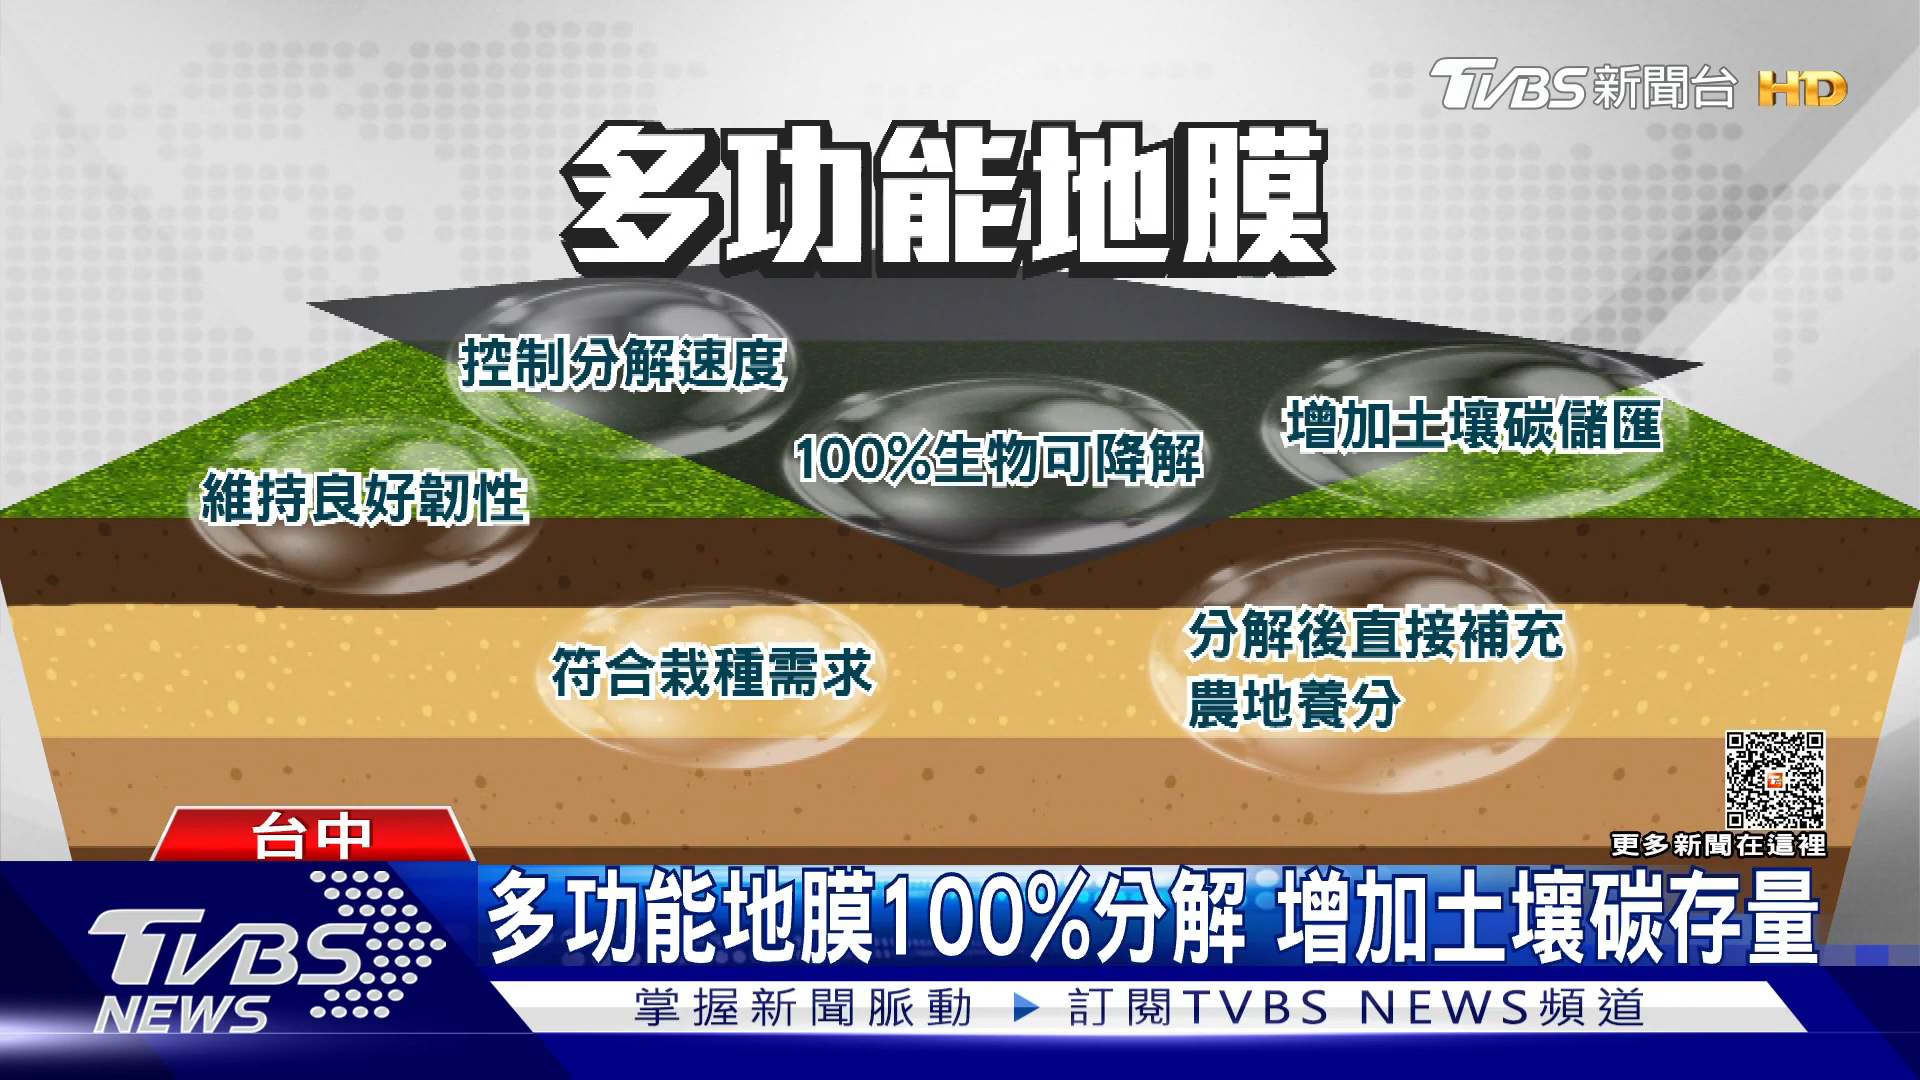 TVBS新聞台 HD
多功能地膜
控制分解速度
增加土壤碳儲匯
100%生物可降解
維持良好韌性
分解後直接補充
農地養分
符合栽種需求
更多新聞在這裡
台中
多功能地膜100%分解 增加土壤碳存量
TVBS
NEWS
掌握新聞脈動 ▶ 訂閱TVBS NEWS頻道